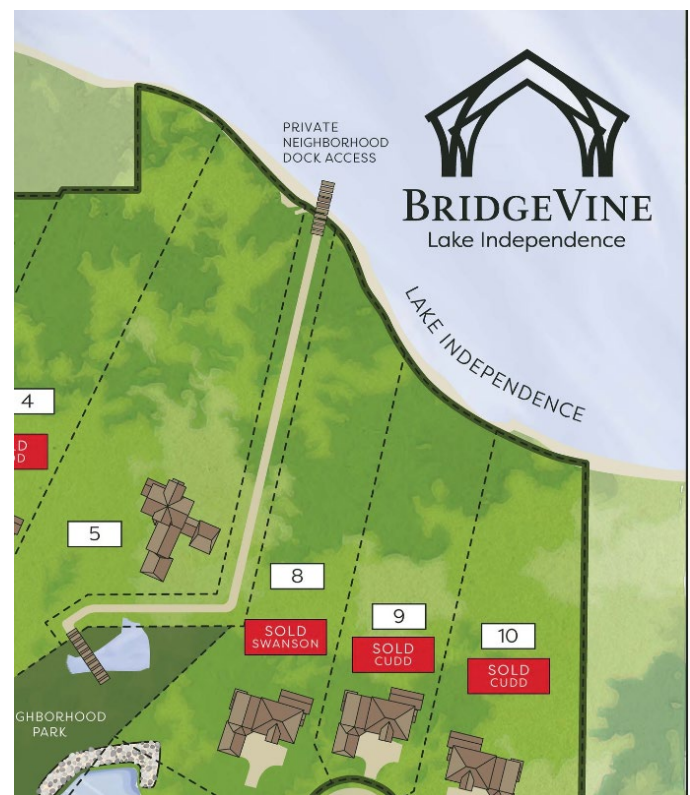 PRIVATE
NEIGHBORHOOD
DOCK ACCESS
BRIDGEVINE
Lake Independence
LAKE INDEPENDENCE
4
5
8
SOLD
SWANSON
9
SOLD
CUDD
10
SOLD
CUDD
GHBORHOOD
PARK